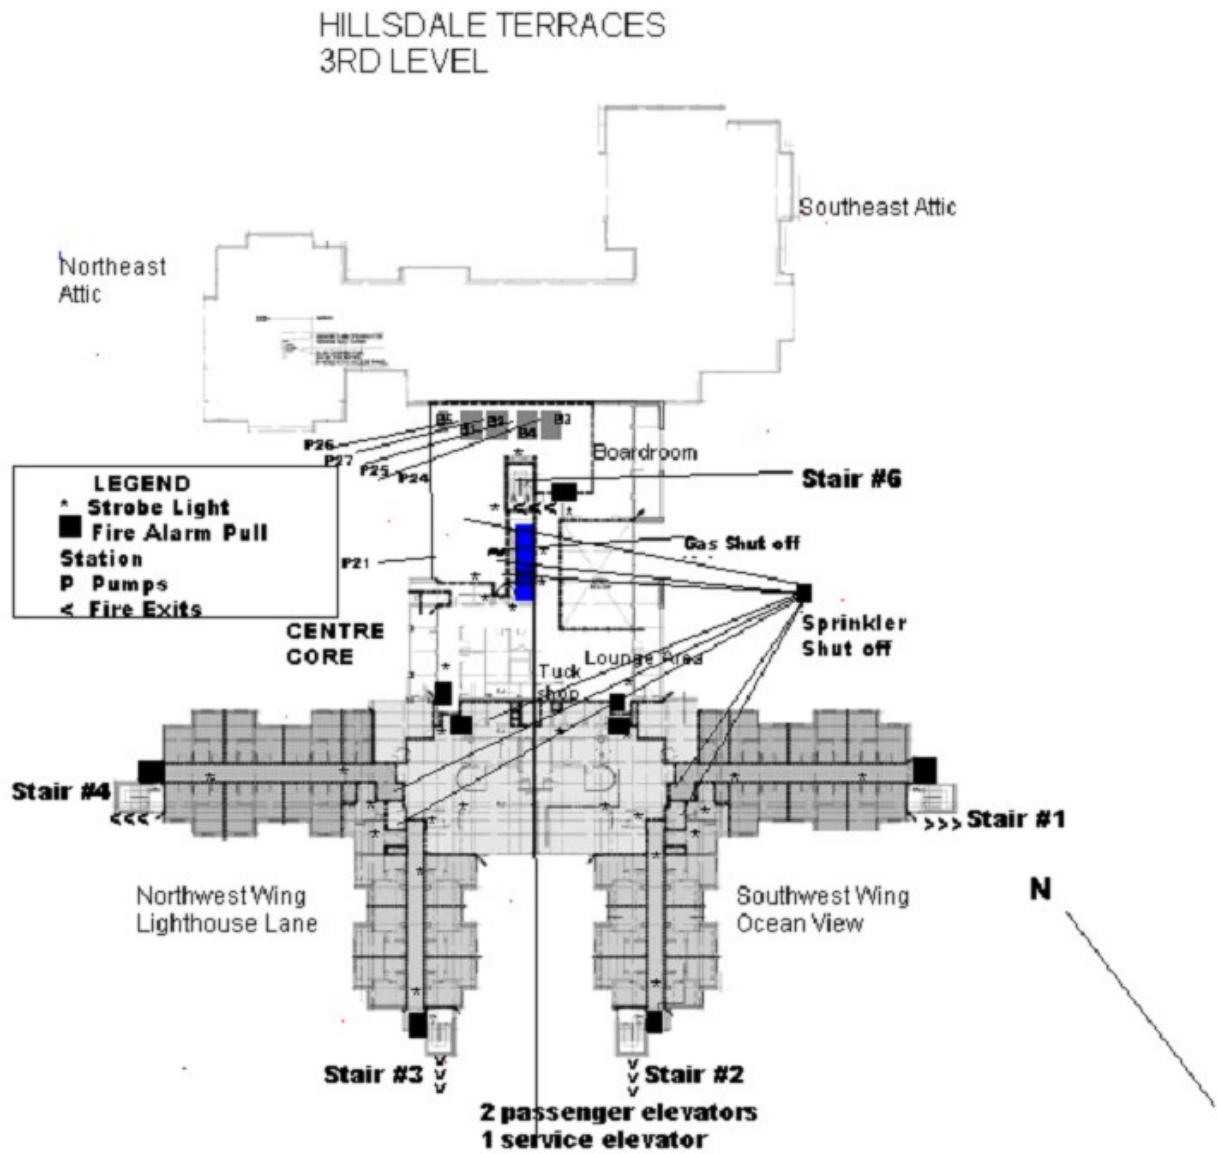 HILLSDALE TERRACES
3RD LEVEL
Southeast Attic
Northeast
Attic
B5
B1
B2
B4
B3
P26
P27
P25
P24
Boardroom
Stair #6
LEGEND
* Strobe Light
Fire Alarm Pull
Station
P Pumps
< Fire Exits
<<<
Gas Shut off
P21
Sprinkler
Shut off
CENTRE
CORE
Lounge Area
Tuck
shop
Stair #4
<<<
>>> Stair #1
Northwest Wing
Lighthouse Lane
Southwest Wing
Ocean View
N
Stair #3
Stair #2
2 passenger elevators
1 service elevator